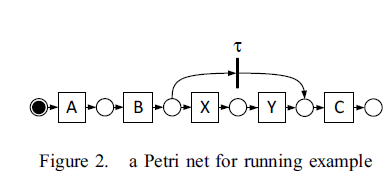 τ
A B X Y C
Figure 2. a Petri net for running example